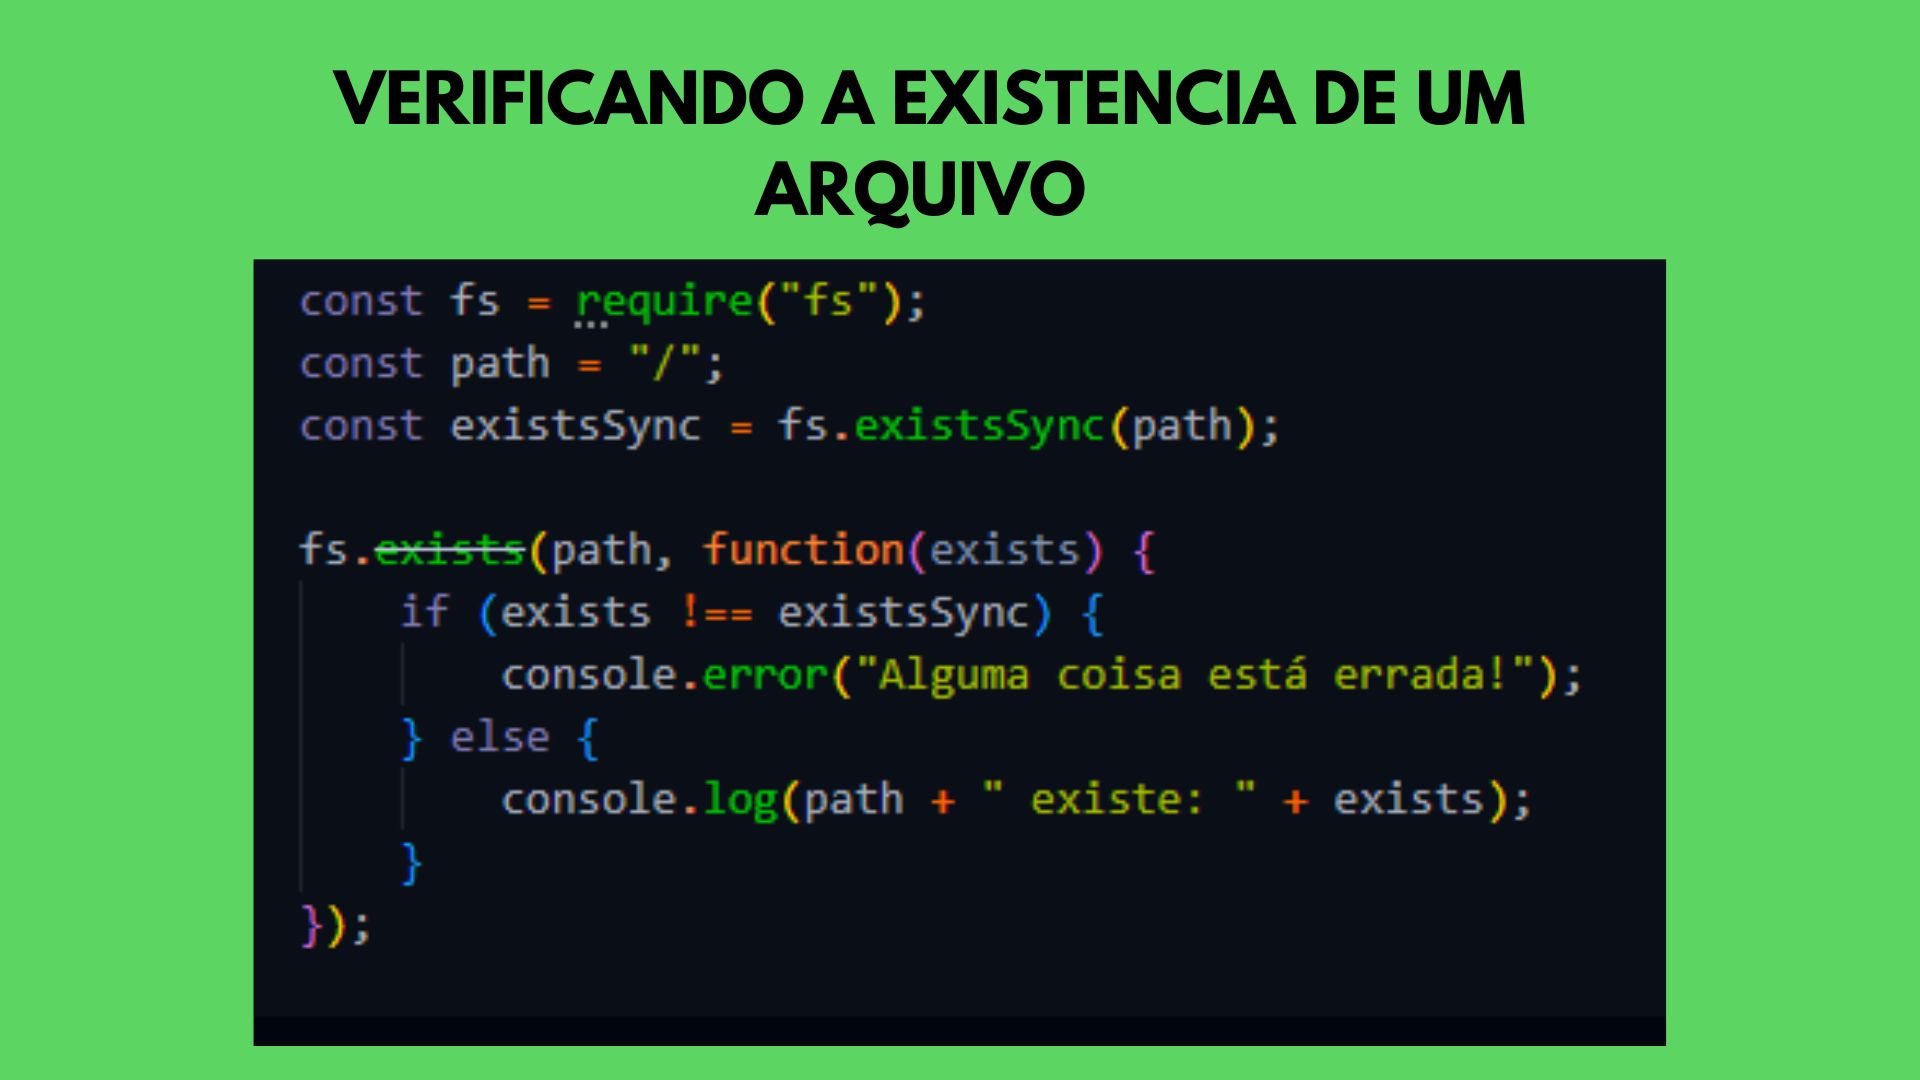 VERIFICANDO A EXISTENCIA DE UM
ARQUIVO
const fs = require("fs");
const path = "/";
const existsSync = fs.existsSync(path);
fs.exists(path, function(exists) {
if (exists !== existsSync) {
console.error("Alguma coisa está errada!");
} else {
console.log(path + " existe: " + exists);
}
});